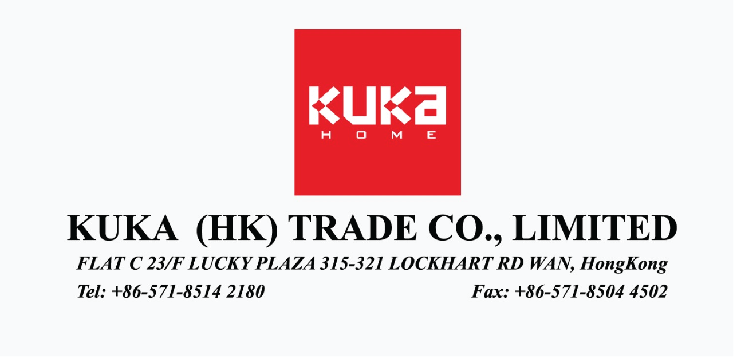 KUKA
HOME
KUKA (HK) TRADE CO., LIMITED
FLAT C 23/F LUCKY PLAZA 315-321 LOCKHART RD WAN, HongKong
Tel: +86-571-8514 2180 Fax: +86-571-8504 4502